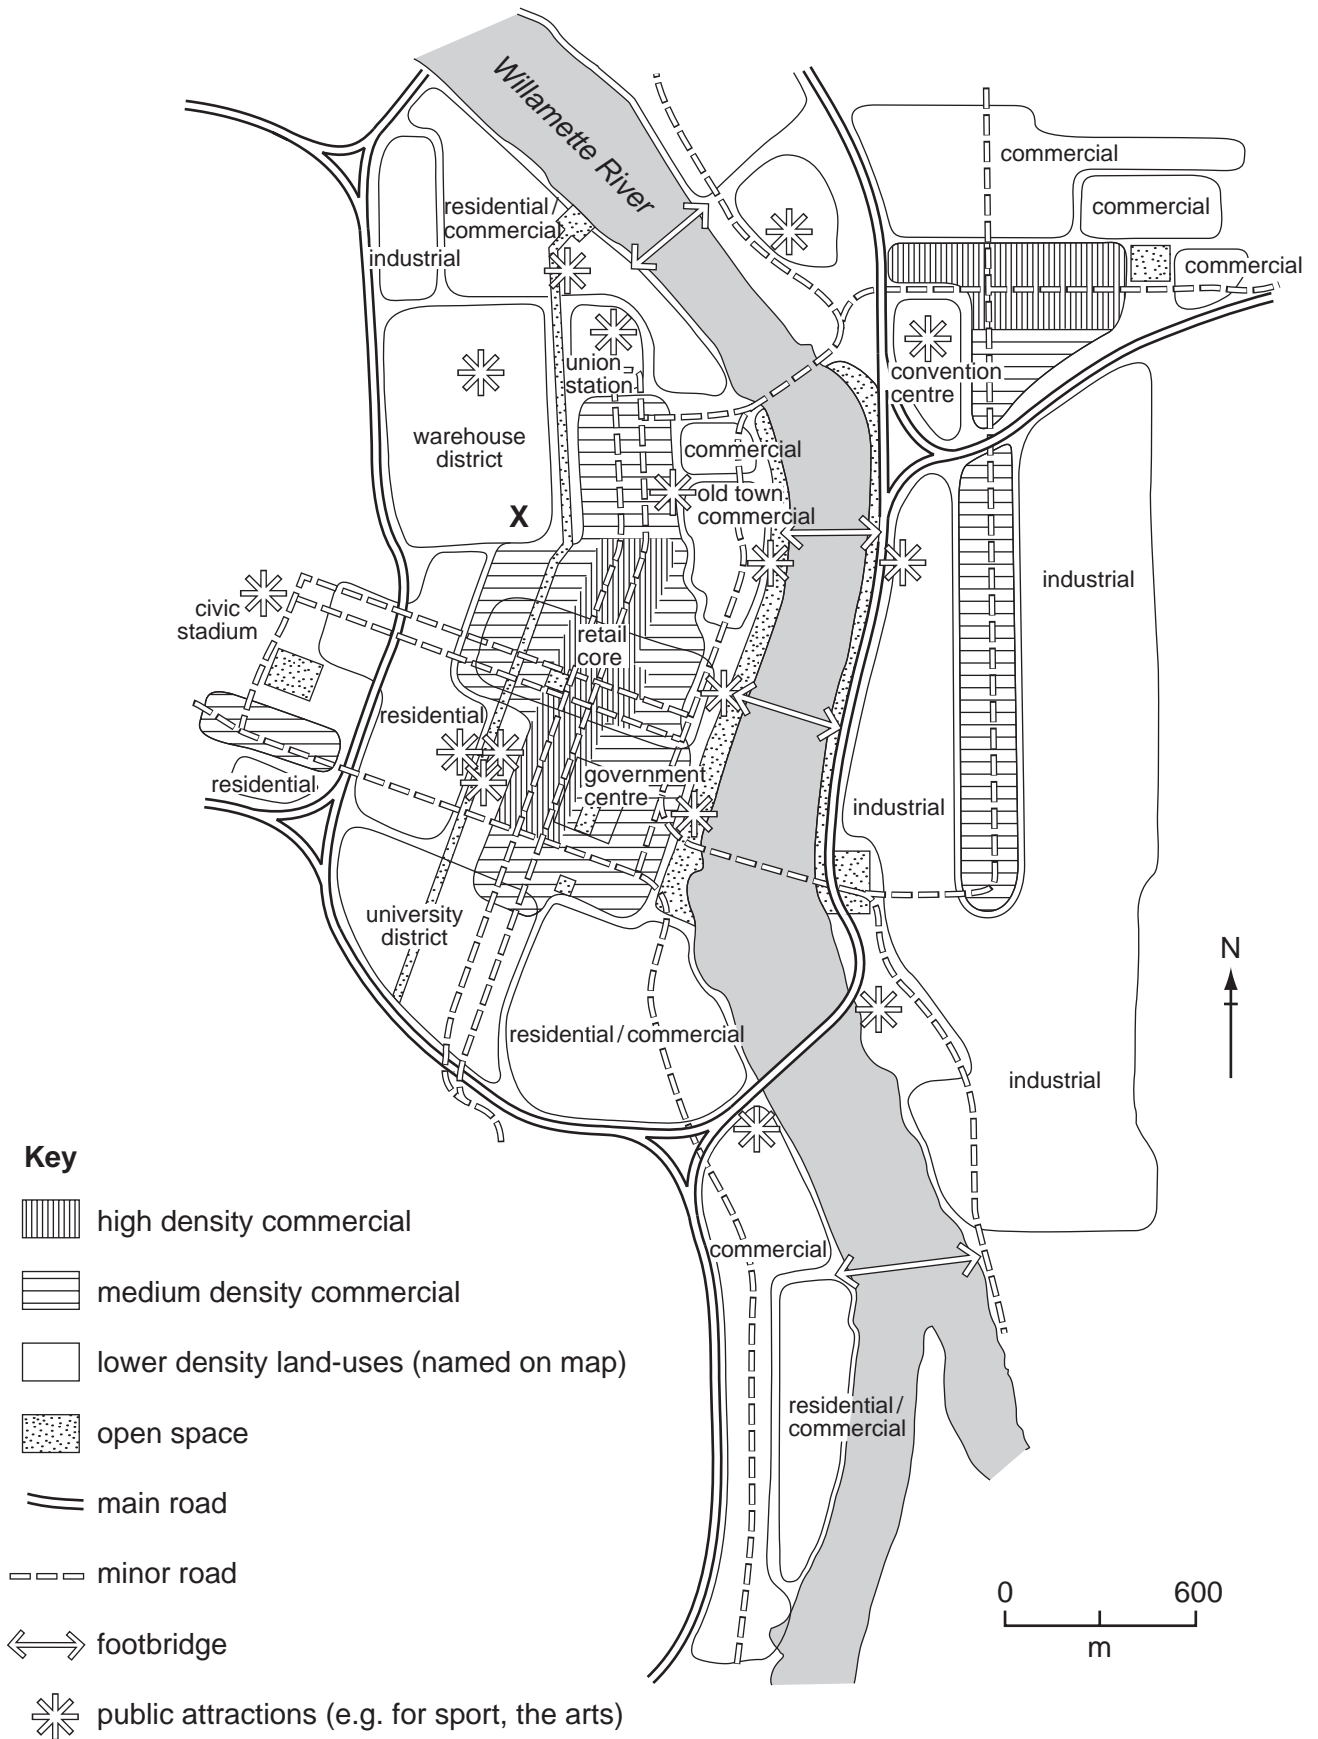 Willamette River
commercial
commercial
residential /
commercial
industrial
commercial
union
station
convention
centre
warehouse
district
commercial
old town
commercial
X
industrial
civic
stadium
retail
core
residential
residential
government
centre
industrial
university
district
N
residential / commercial
industrial
commercial
residential /
commercial
Key
high density commercial
medium density commercial
lower density land-uses (named on map)
open space
main road
minor road
footbridge
public attractions (e.g. for sport, the arts)
0 600
m